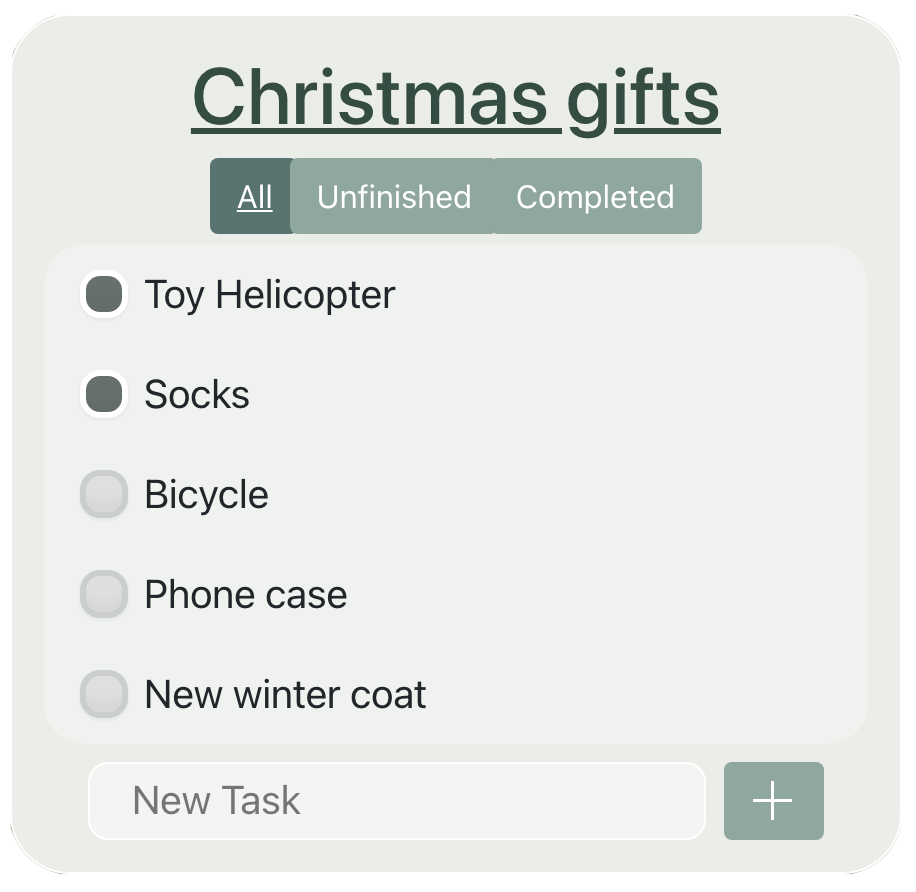 Christmas gifts
All Unfinished Completed
Toy Helicopter
Socks
Bicycle
Phone case
New winter coat
New Task